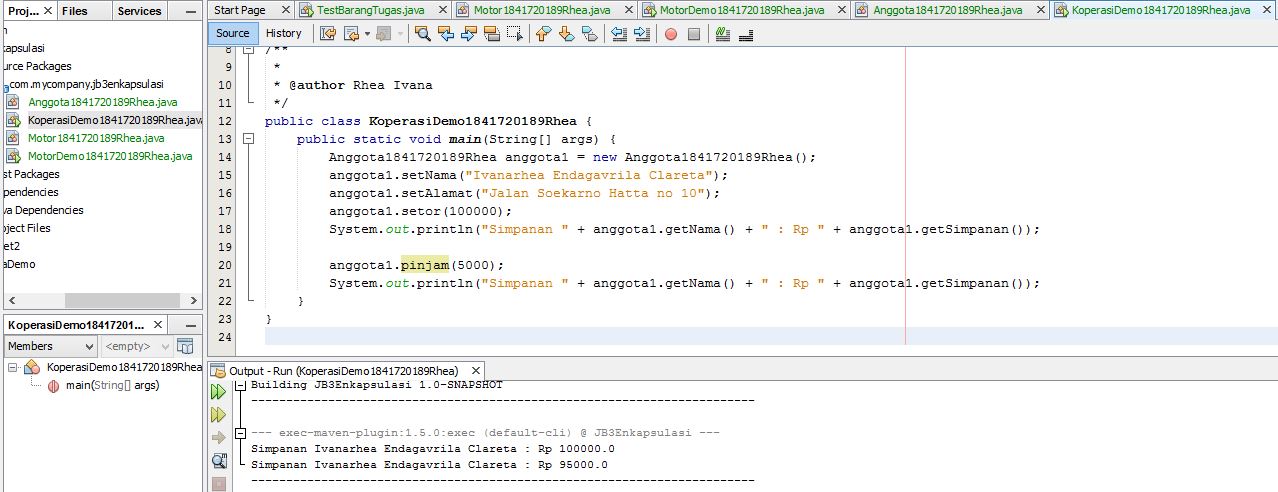 Proj... Files Services
Start Page TestBarangTugas.java Motor1841720189Rhea.java MotorDemo1841720189Rhea.java Anggota1841720189Rhea.java KoperasiDemo1841720189Rhea.java
Source History
kapsulasi
urce Packages
com.mycompany.jb3enkapsulasi
Anggota1841720189Rhea.java
KoperasiDemo1841720189Rhea.java
Motor1841720189Rhea.java
MotorDemo1841720189Rhea.java
st Packages
pendencies
va Dependencies
oject Files
et2
aDemo
8 /**
9 *
10 * @author Rhea Ivana
11 */
12 public class KoperasiDemo1841720189Rhea {
13 public static void main(String[] args) {
14 Anggota1841720189Rhea anggota1 = new Anggota1841720189Rhea();
15 anggota1.setNama("Ivanarhea Endagavrila Clareta");
16 anggota1.setAlamat("Jalan Soekarno Hatta no 10");
17 anggota1.setor(100000);
18 System.out.println("Simpanan " + anggota1.getNama() + " : Rp " + anggota1.getSimpanan());
19
20 anggota1.pinjam(5000);
21 System.out.println("Simpanan " + anggota1.getNama() + " : Rp " + anggota1.getSimpanan());
22 }
23 }
24
KoperasiDemo18417201...
Members <empty>
KoperasiDemo1841720189Rhea
main(String[] args)
Output - Run (KoperasiDemo1841720189Rhea)
Building JB3Enkapsulasi 1.0-SNAPSHOT
------------------------------------------------------------------------
--- exec-maven-plugin:1.5.0:exec (default-cli) @ JB3Enkapsulasi ---
Simpanan Ivanarhea Endagavrila Clareta : Rp 100000.0
Simpanan Ivanarhea Endagavrila Clareta : Rp 95000.0
------------------------------------------------------------------------